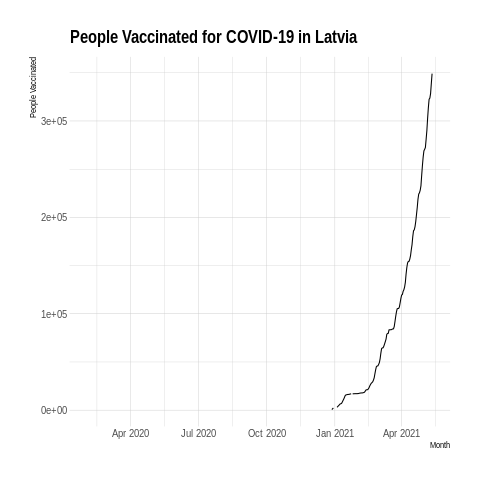 People Vaccinated for COVID-19 in Latvia
People Vaccinated
3e+05
2e+05
1e+05
0e+00
Apr 2020 Jul 2020 Oct 2020 Jan 2021 Apr 2021
Month